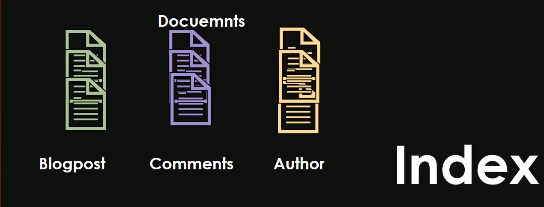 Docuemnts
Blogpost
Comments
Author
Index